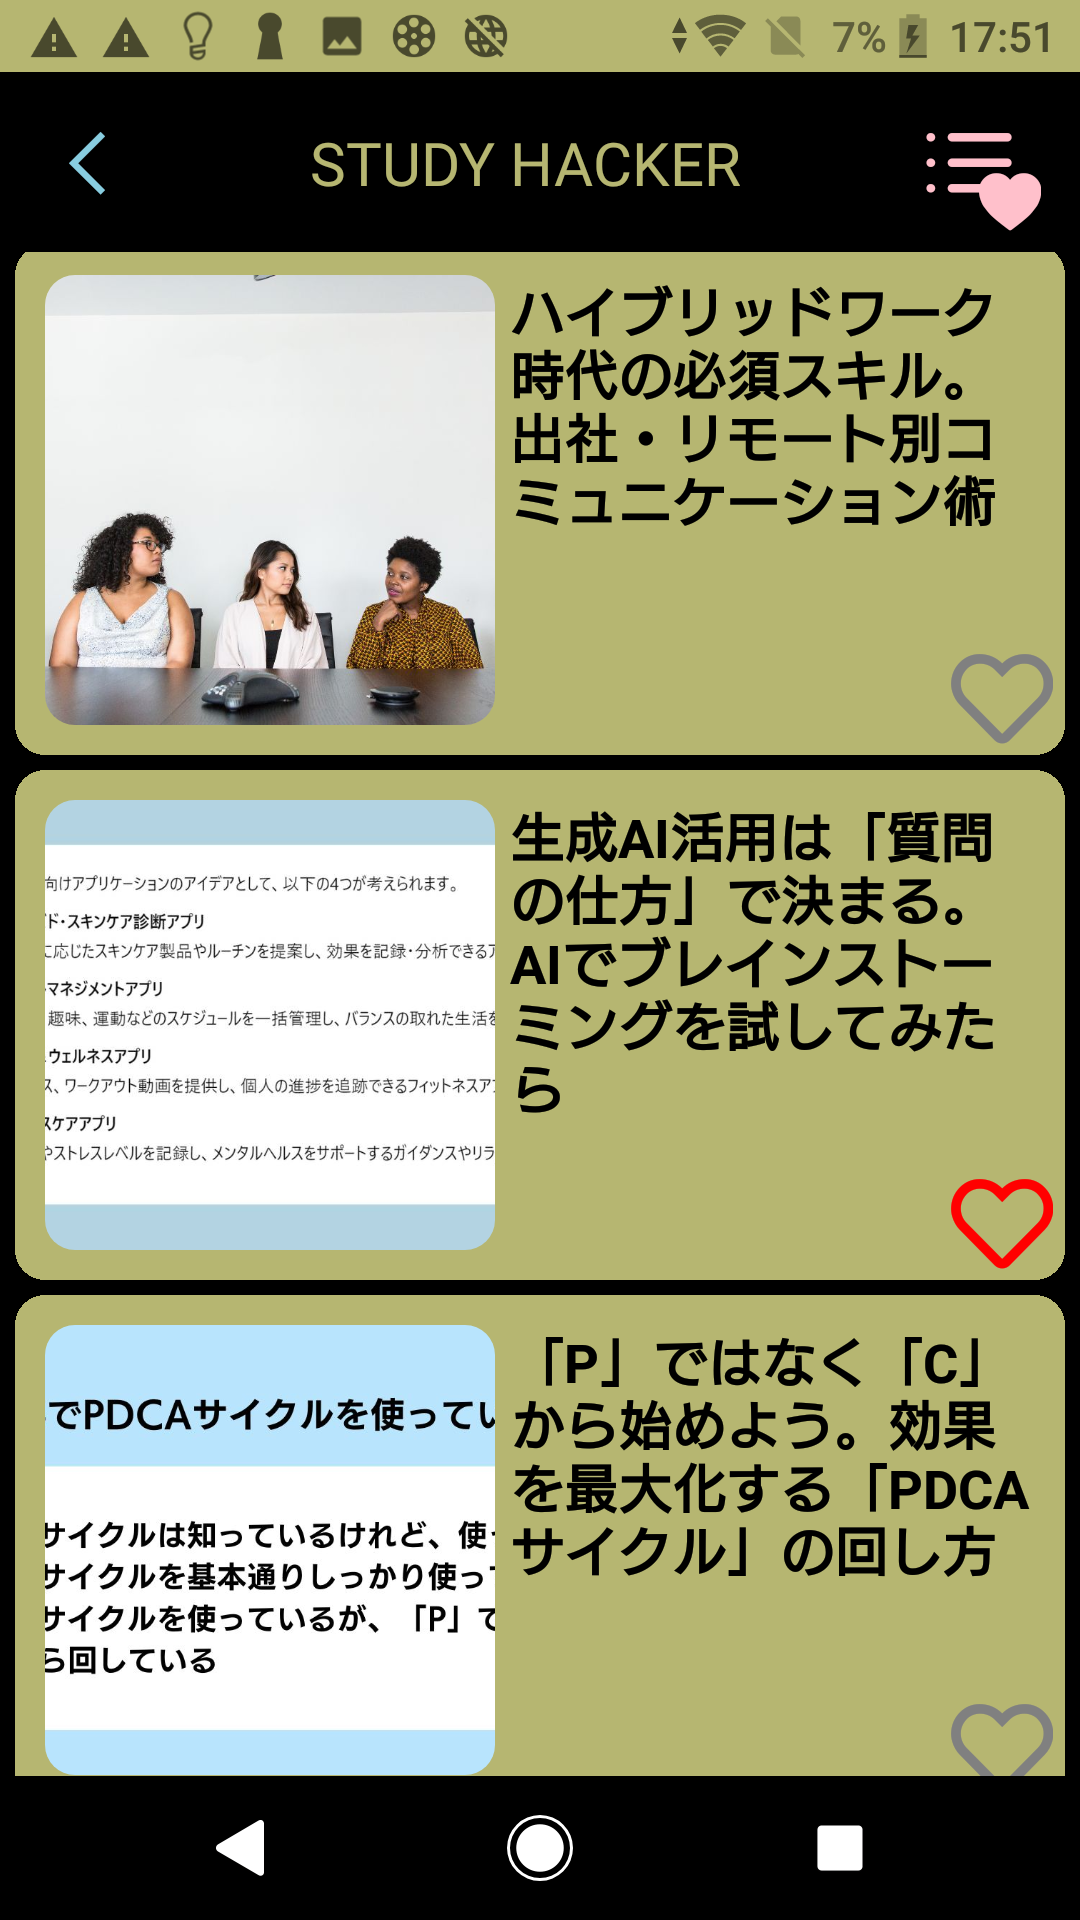 7% 17:51
STUDY HACKER
ハイブリッドワーク
時代の必須スキル。
出社・リモート別コ
ミュニケーション術
生成AI活用は「質問
の仕方」で決まる。
AIでブレインストー
ミングを試してみた
ら
向けアプリケーションのアイデアとして、以下の4つが考えられます。
ド・スキンケア診断アプリ
に応じたスキンケア製品やルーチンを提案し、効果を記録・分析できるア
マネジメントアプリ
趣味、運動などのスケジュールを一括管理し、バランスの取れた生活を
ウェルネスアプリ
ス、ワークアウト動画を提供し、個人の進捗を追跡できるフィットネスア
スケアアプリ
やストレスレベルを記録し、メンタルヘルスをサポートするガイダンスやリラ
「P」ではなく「C」
から始めよう。効果
を最大化する「PDCA
サイクル」の回し方
でPDCAサイクルを使ってい
サイクルは知っているけれど、使っ
サイクルを基本通りしっかり使って
サイクルを使っているが、「P」で
ら回している